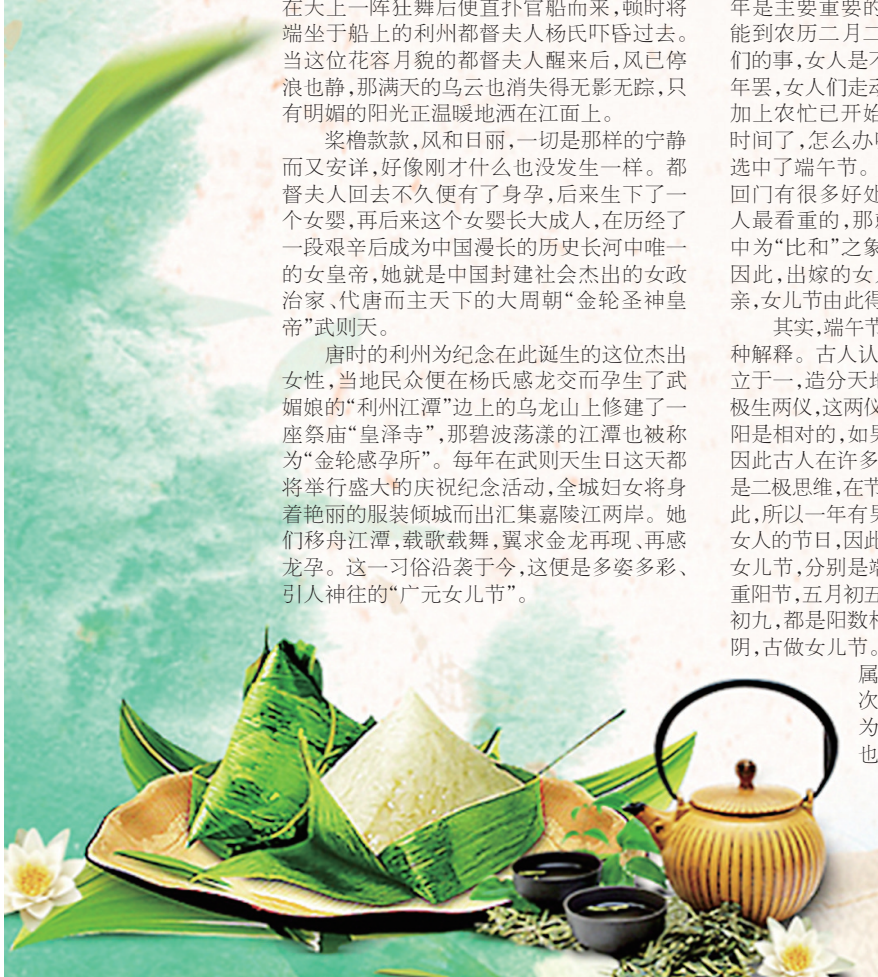 在天上一阵狂舞后便直扑官船而来,顿时将
端坐于船上的利州都督夫人杨氏吓昏过去。
当这位花容月貌的都督夫人醒来后,风已停
浪也静,那满天的乌云也消失得无影无踪,只
有明媚的阳光正温暖地洒在江面上。
桨橹款款,风和日丽,一切是那样的宁静
而又安详,好像刚才什么也没发生一样。都
督夫人回去不久便有了身孕,后来生下了一
个女婴,再后来这个女婴长大成人,在历经了
一段艰辛后成为中国漫长的历史长河中唯一
的女皇帝,她就是中国封建社会杰出的女政
治家、代唐而主天下的大周朝“金轮圣神皇
帝”武则天。
唐时的利州为纪念在此诞生的这位杰出
女性,当地民众便在杨氏感龙交而孕生了武
媚娘的“利州江潭”边上的乌龙山上修建了一
座祭庙“皇泽寺”,那碧波荡漾的江潭也被称
为“金轮感孕所”。每年在武则天生日这天都
将举行盛大的庆祝纪念活动,全城妇女将身
着艳丽的服装倾城而出汇集嘉陵江两岸。她
们移舟江潭,载歌载舞,翼求金龙再现、再感
龙孕。这一习俗沿袭于今,这便是多姿多彩、
引人神往的“广元女儿节”。
年是主要重要的
能到农历二月二
们的事,女人是不
年罢,女人们走动
加上农忙已开始
时间了,怎么办呢
选中了端午节。
回门有很多好处
人最看重的,那就
中为“比和”之象
因此,出嫁的女儿
亲,女儿节由此得
其实,端午节
种解释。古人认
立于一,造分天地
极生两仪,这两仪
阳是相对的,如果
因此古人在许多
是二极思维,在节
此,所以一年有男
女人的节日,因此
女儿节,分别是端
重阳节,五月初五
初九,都是阳数相
阴,古做女儿节。
属
次
为
也